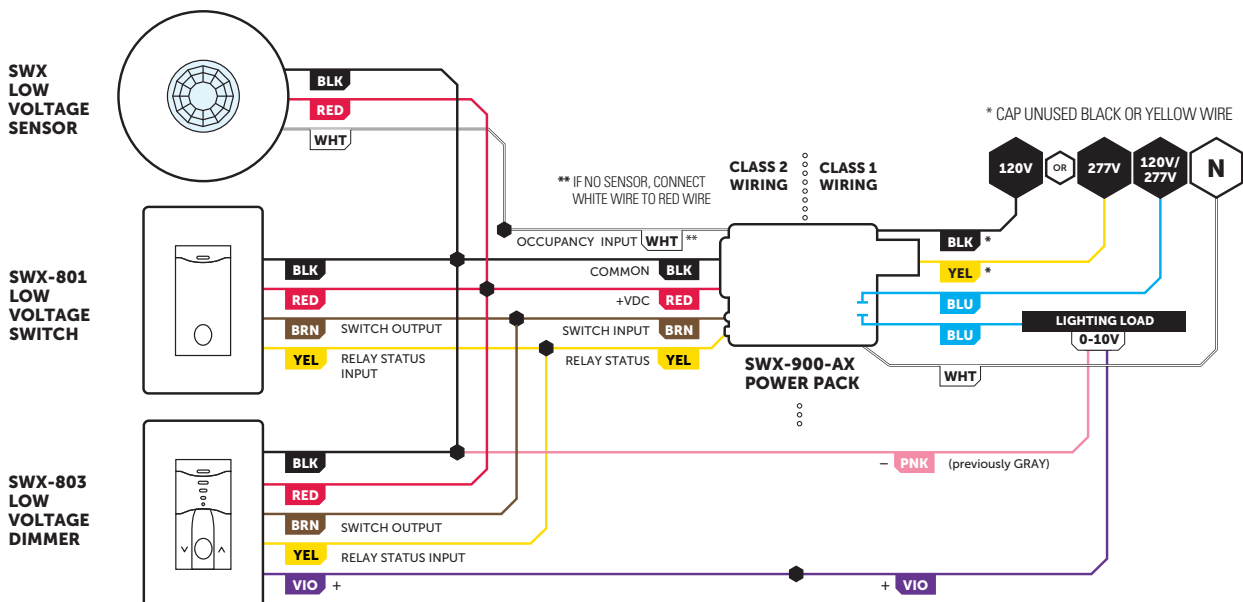 SWX
LOW
VOLTAGE
SENSOR
BLK
RED
WHT
* CAP UNUSED BLACK OR YELLOW WIRE
120V
OR
277V
120V/
277V
N
CLASS 2
WIRING
CLASS 1
WIRING
** IF NO SENSOR, CONNECT
WHITE WIRE TO RED WIRE
OCCUPANCY INPUT WHT **
SWX-801
LOW
VOLTAGE
SWITCH
BLK
RED
BRN SWITCH OUTPUT
YEL RELAY STATUS
INPUT
COMMON BLK
+VDC RED
SWITCH INPUT BRN
RELAY STATUS YEL
SWX-900-AX
POWER PACK
BLK *
YEL *
BLU
BLU
WHT
LIGHTING LOAD
0-10V
SWX-803
LOW
VOLTAGE
DIMMER
BLK
RED
BRN SWITCH OUTPUT
YEL RELAY STATUS INPUT
VIO +
– PNK (previously GRAY)
+ VIO